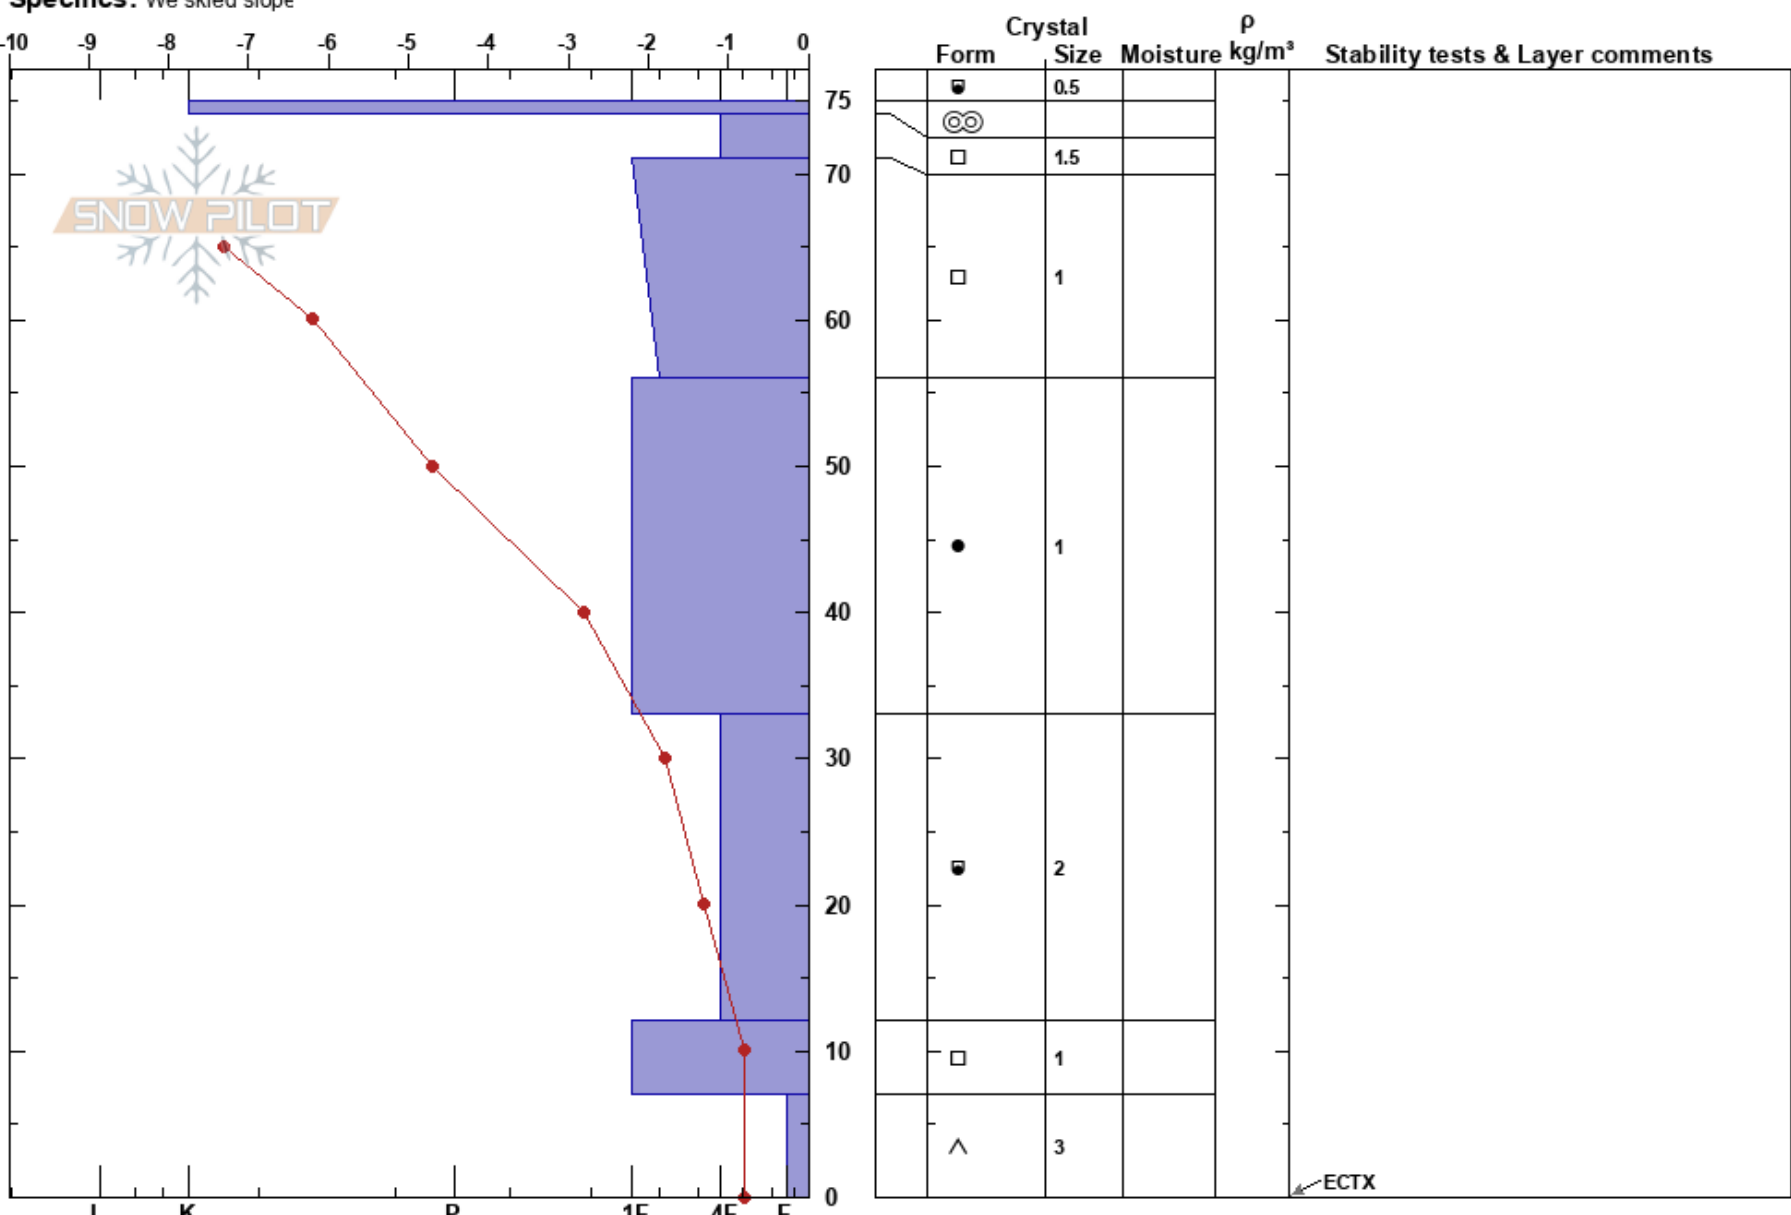 Specifics: We skied slope
-10 -9 -8 -7 -6 -5 -4 -3 -2 -1 0
Crystal ρ
Form Size Moisture kg/m³ Stability tests & Layer comments
75 0.5
1.5
70
SNOW PILOT
1
60
50
1
40
30
2
20
10 1
3
ECTX
0
I K P 1F 4F F